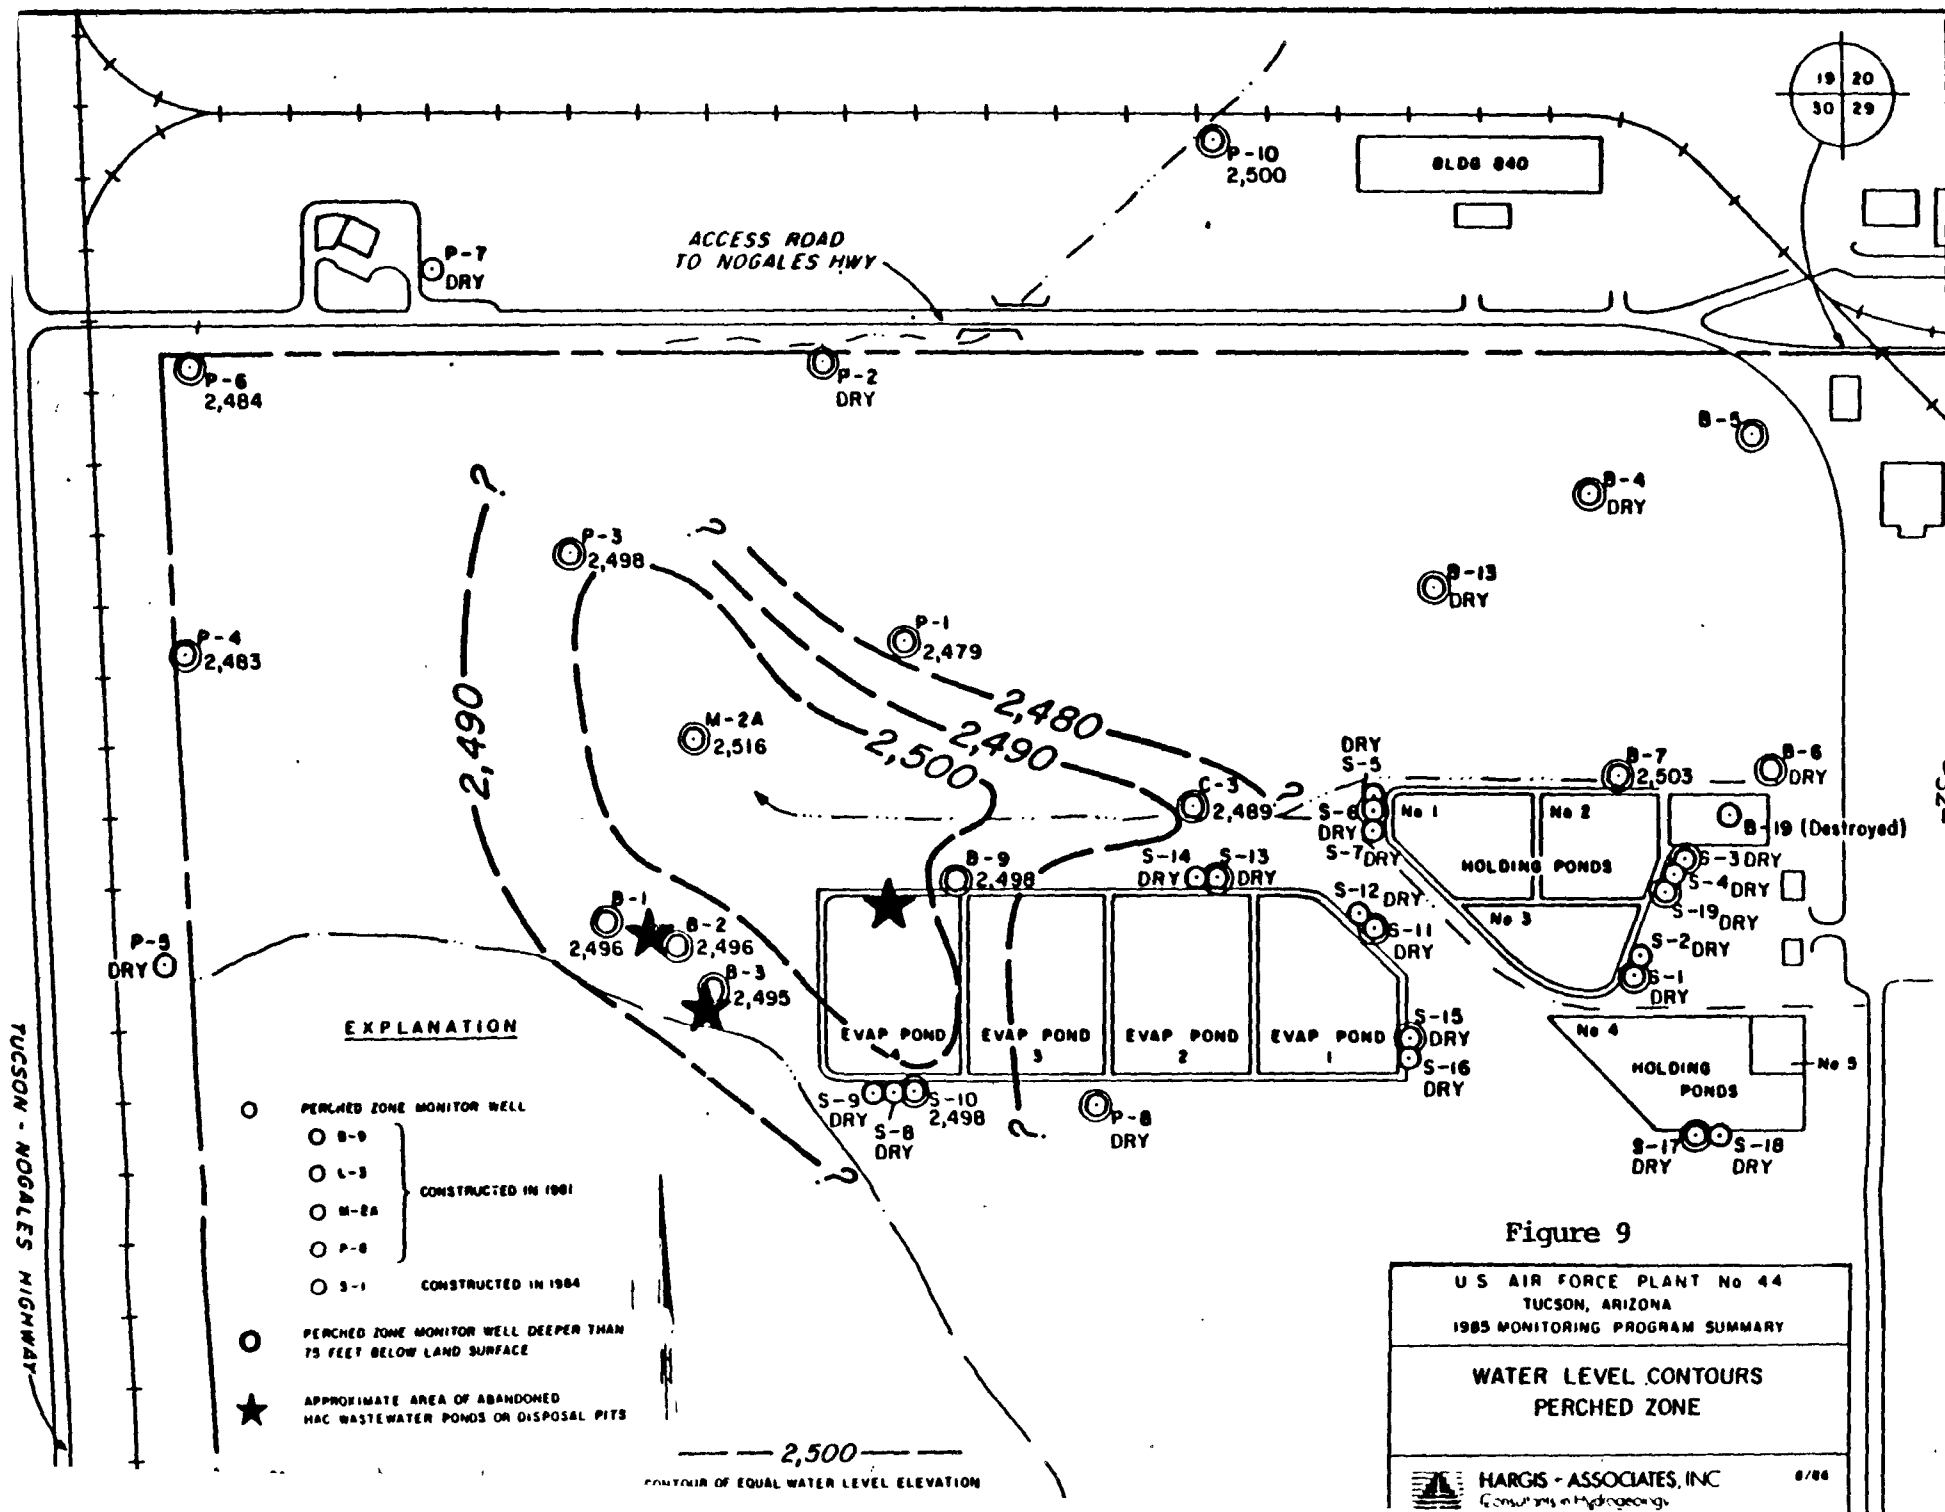 19 20
30 29
P-10
2,500
BLDG 840
ACCESS ROAD
TO NOGALES HWY
P-7
DRY
P-6
2,484
P-2
DRY
B-5
B-4
DRY
?
?
P-3
2,498
B-13
DRY
P-1
2,479
P-4
2,483
2,480
2,490
2,500
2,490
M-2A
2,516
DRY
S-5
B-7
2,503
B-6
DRY
C-3
2,489
?
S-6
DRY
S-7 DRY
No 1
No 2
B-19 (Destroyed)
HOLDING PONDS
S-3 DRY
S-4 DRY
S-19 DRY
S-14
DRY
S-13
DRY
B-9
2,498
S-12
DRY
S-11
DRY
No 3
S-2 DRY
S-1
DRY
B-1
2,496
B-2
2,496
B-3
2,495
P-5
DRY
EVAP POND
4
EVAP POND
3
EVAP POND
2
EVAP POND
1
S-15
DRY
S-16
DRY
No 4
HOLDING
PONDS
No 5
S-9
DRY
S-8
DRY
S-10
2,498
P-8
DRY
?
?
S-17
DRY
S-18
DRY
TUCSON - NOGALES HIGHWAY
EXPLANATION
PERCHED ZONE MONITOR WELL
B-9
L-3
M-2A
P-6
CONSTRUCTED IN 1981
S-1 CONSTRUCTED IN 1984
PERCHED ZONE MONITOR WELL DEEPER THAN
75 FEET BELOW LAND SURFACE
APPROXIMATE AREA OF ABANDONED
HAC WASTEWATER PONDS OR DISPOSAL PITS
2,500
CONTOUR OF EQUAL WATER LEVEL ELEVATION
Figure 9
U S AIR FORCE PLANT No 44
TUCSON, ARIZONA
1985 MONITORING PROGRAM SUMMARY
WATER LEVEL CONTOURS
PERCHED ZONE
HARGIS + ASSOCIATES, INC
Consultants in Hydrogeology
6/86